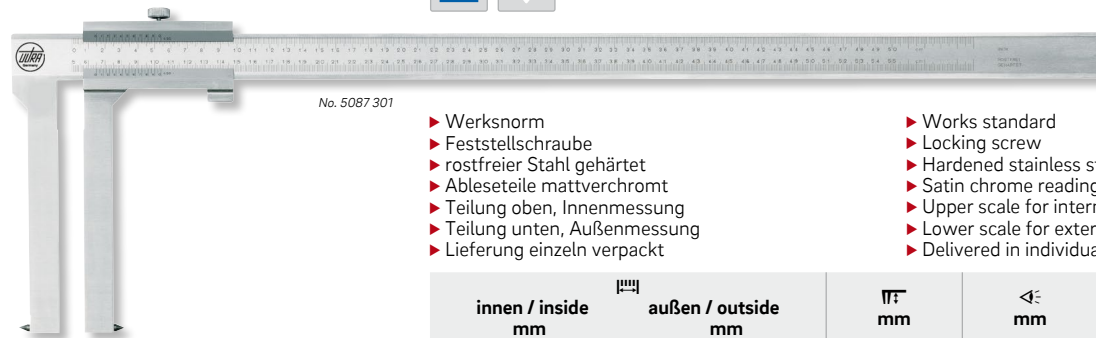 ULTRA
Germany
No. 5087 301
▶ Werksnorm
▶ Feststellschraube
▶ rostfreier Stahl gehärtet
▶ Ableseteile mattverchromt
▶ Teilung oben, Innenmessung
▶ Teilung unten, Außenmessung
▶ Lieferung einzeln verpackt
▶ Works standard
▶ Locking screw
▶ Hardened stainless s
▶ Satin chrome reading
▶ Upper scale for intern
▶ Lower scale for exter
▶ Delivered in individua
innen / inside
mm
außen / outside
mm
mm
mm